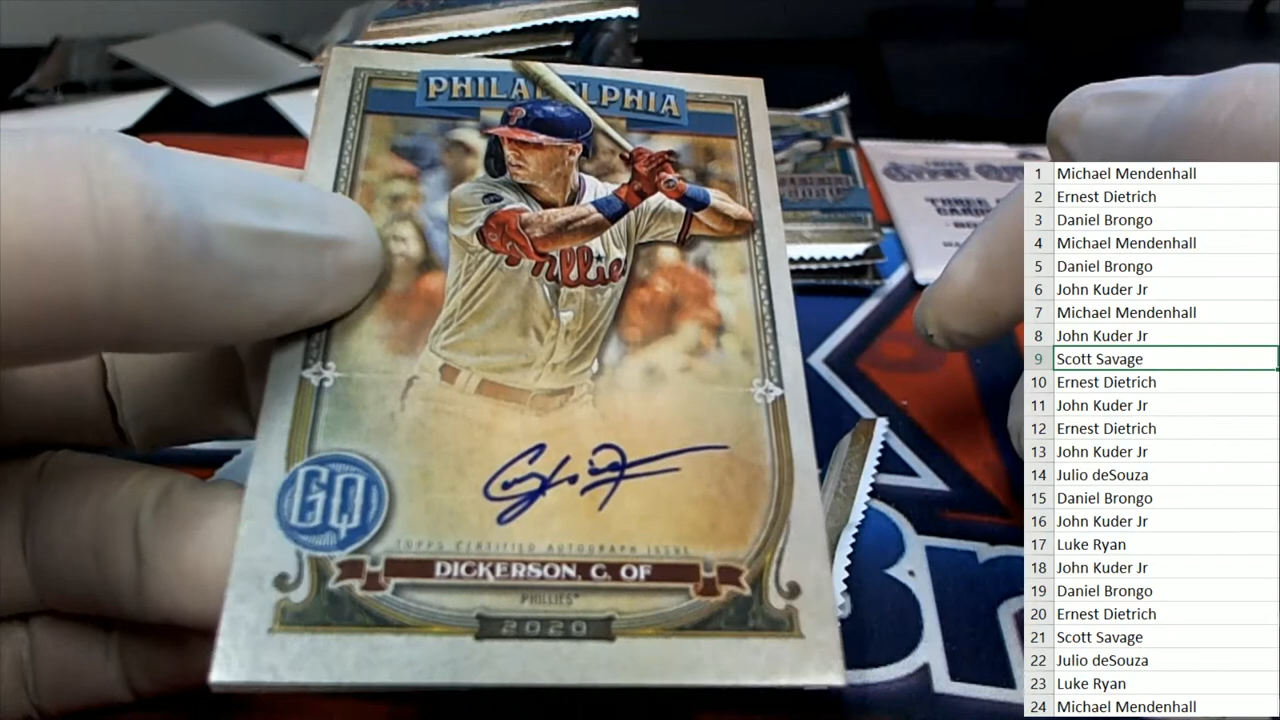 PHILADELPHIA
P
Phillies
GQ
TOPPS CERTIFIED AUTOGRAPH ISSUE
DICKERSON, C. OF
PHILLIES
2020
THREE
CARD
1 Michael Mendenhall
2 Ernest Dietrich
3 Daniel Brongo
4 Michael Mendenhall
5 Daniel Brongo
6 John Kuder Jr
7 Michael Mendenhall
8 John Kuder Jr
9 Scott Savage
10 Ernest Dietrich
11 John Kuder Jr
12 Ernest Dietrich
13 John Kuder Jr
14 Julio deSouza
15 Daniel Brongo
16 John Kuder Jr
17 Luke Ryan
18 John Kuder Jr
19 Daniel Brongo
20 Ernest Dietrich
21 Scott Savage
22 Julio deSouza
23 Luke Ryan
24 Michael Mendenhall